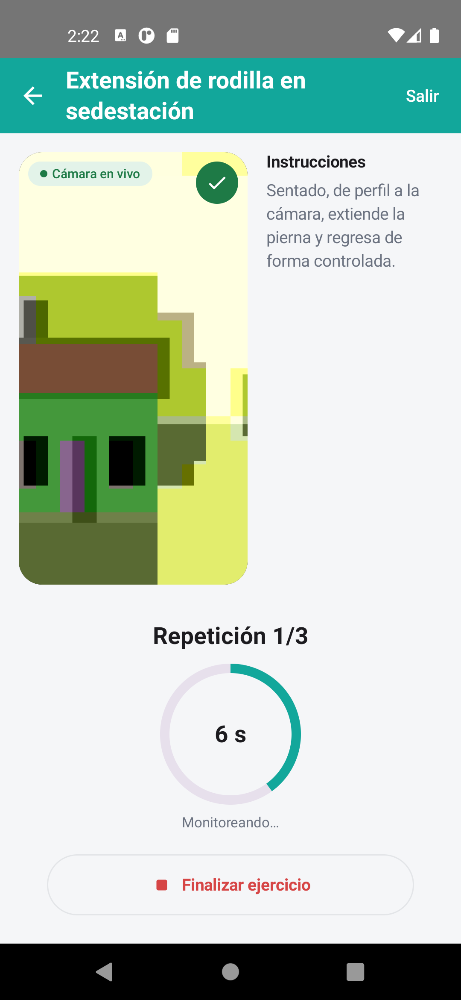 2:22
Extensión de rodilla en
sedestación
Salir
Cámara en vivo
Instrucciones
Sentado, de perfil a la
cámara, extiende la
pierna y regresa de
forma controlada.
Repetición 1/3
6 s
Monitoreando...
Finalizar ejercicio